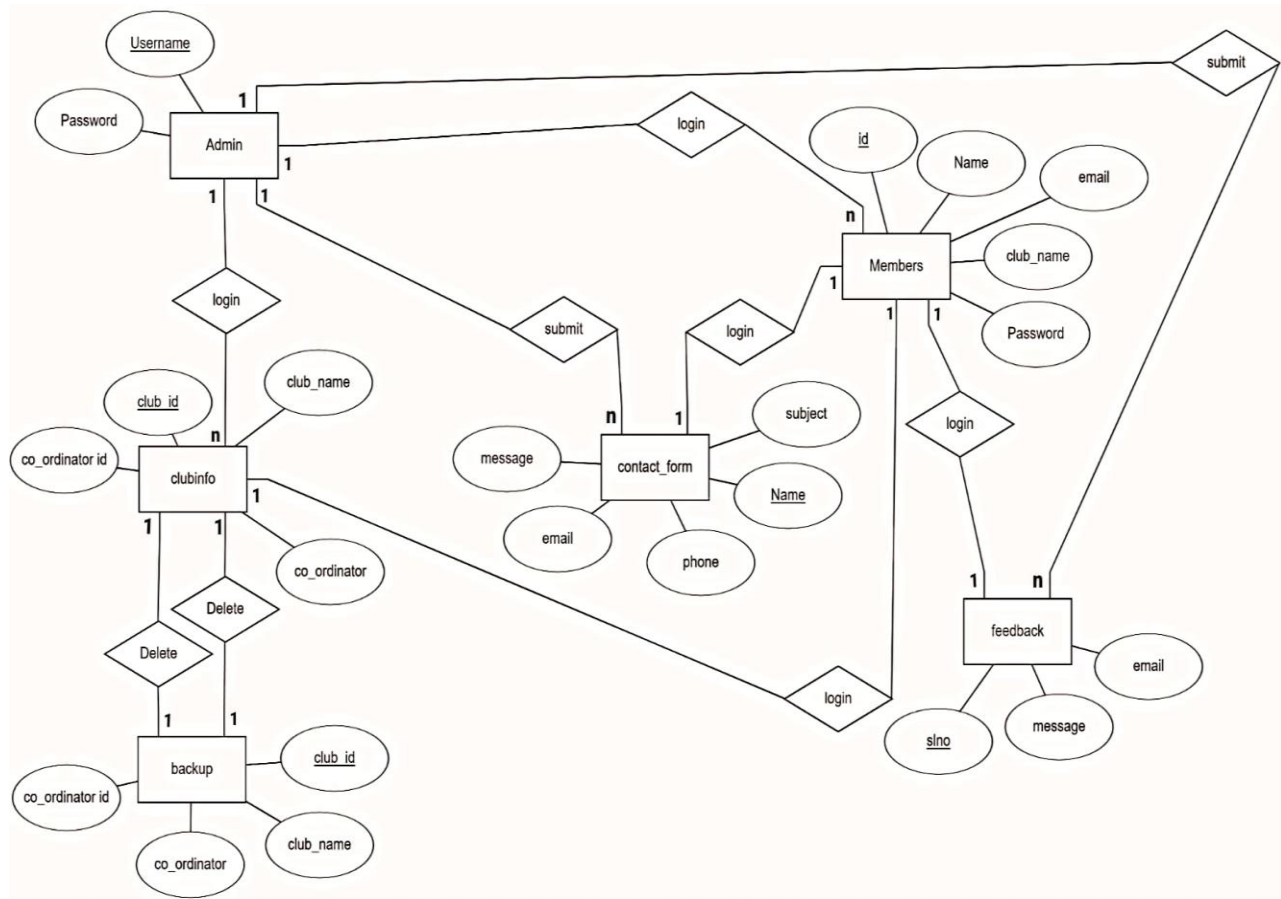 Username
submit
1
Password
Admin
login
1
1
1
id
Name
email
n
club_name
Members
1
1
1
Password
login
submit
login
club_name
club_id
n
n
1
subject
login
co_ordinator id
clubinfo
message
contact_form
1
Name
1
1
email
phone
co_ordinator
1
n
Delete
Delete
feedback
email
login
1
1
slno
message
backup
club_id
co_ordinator id
club_name
co_ordinator